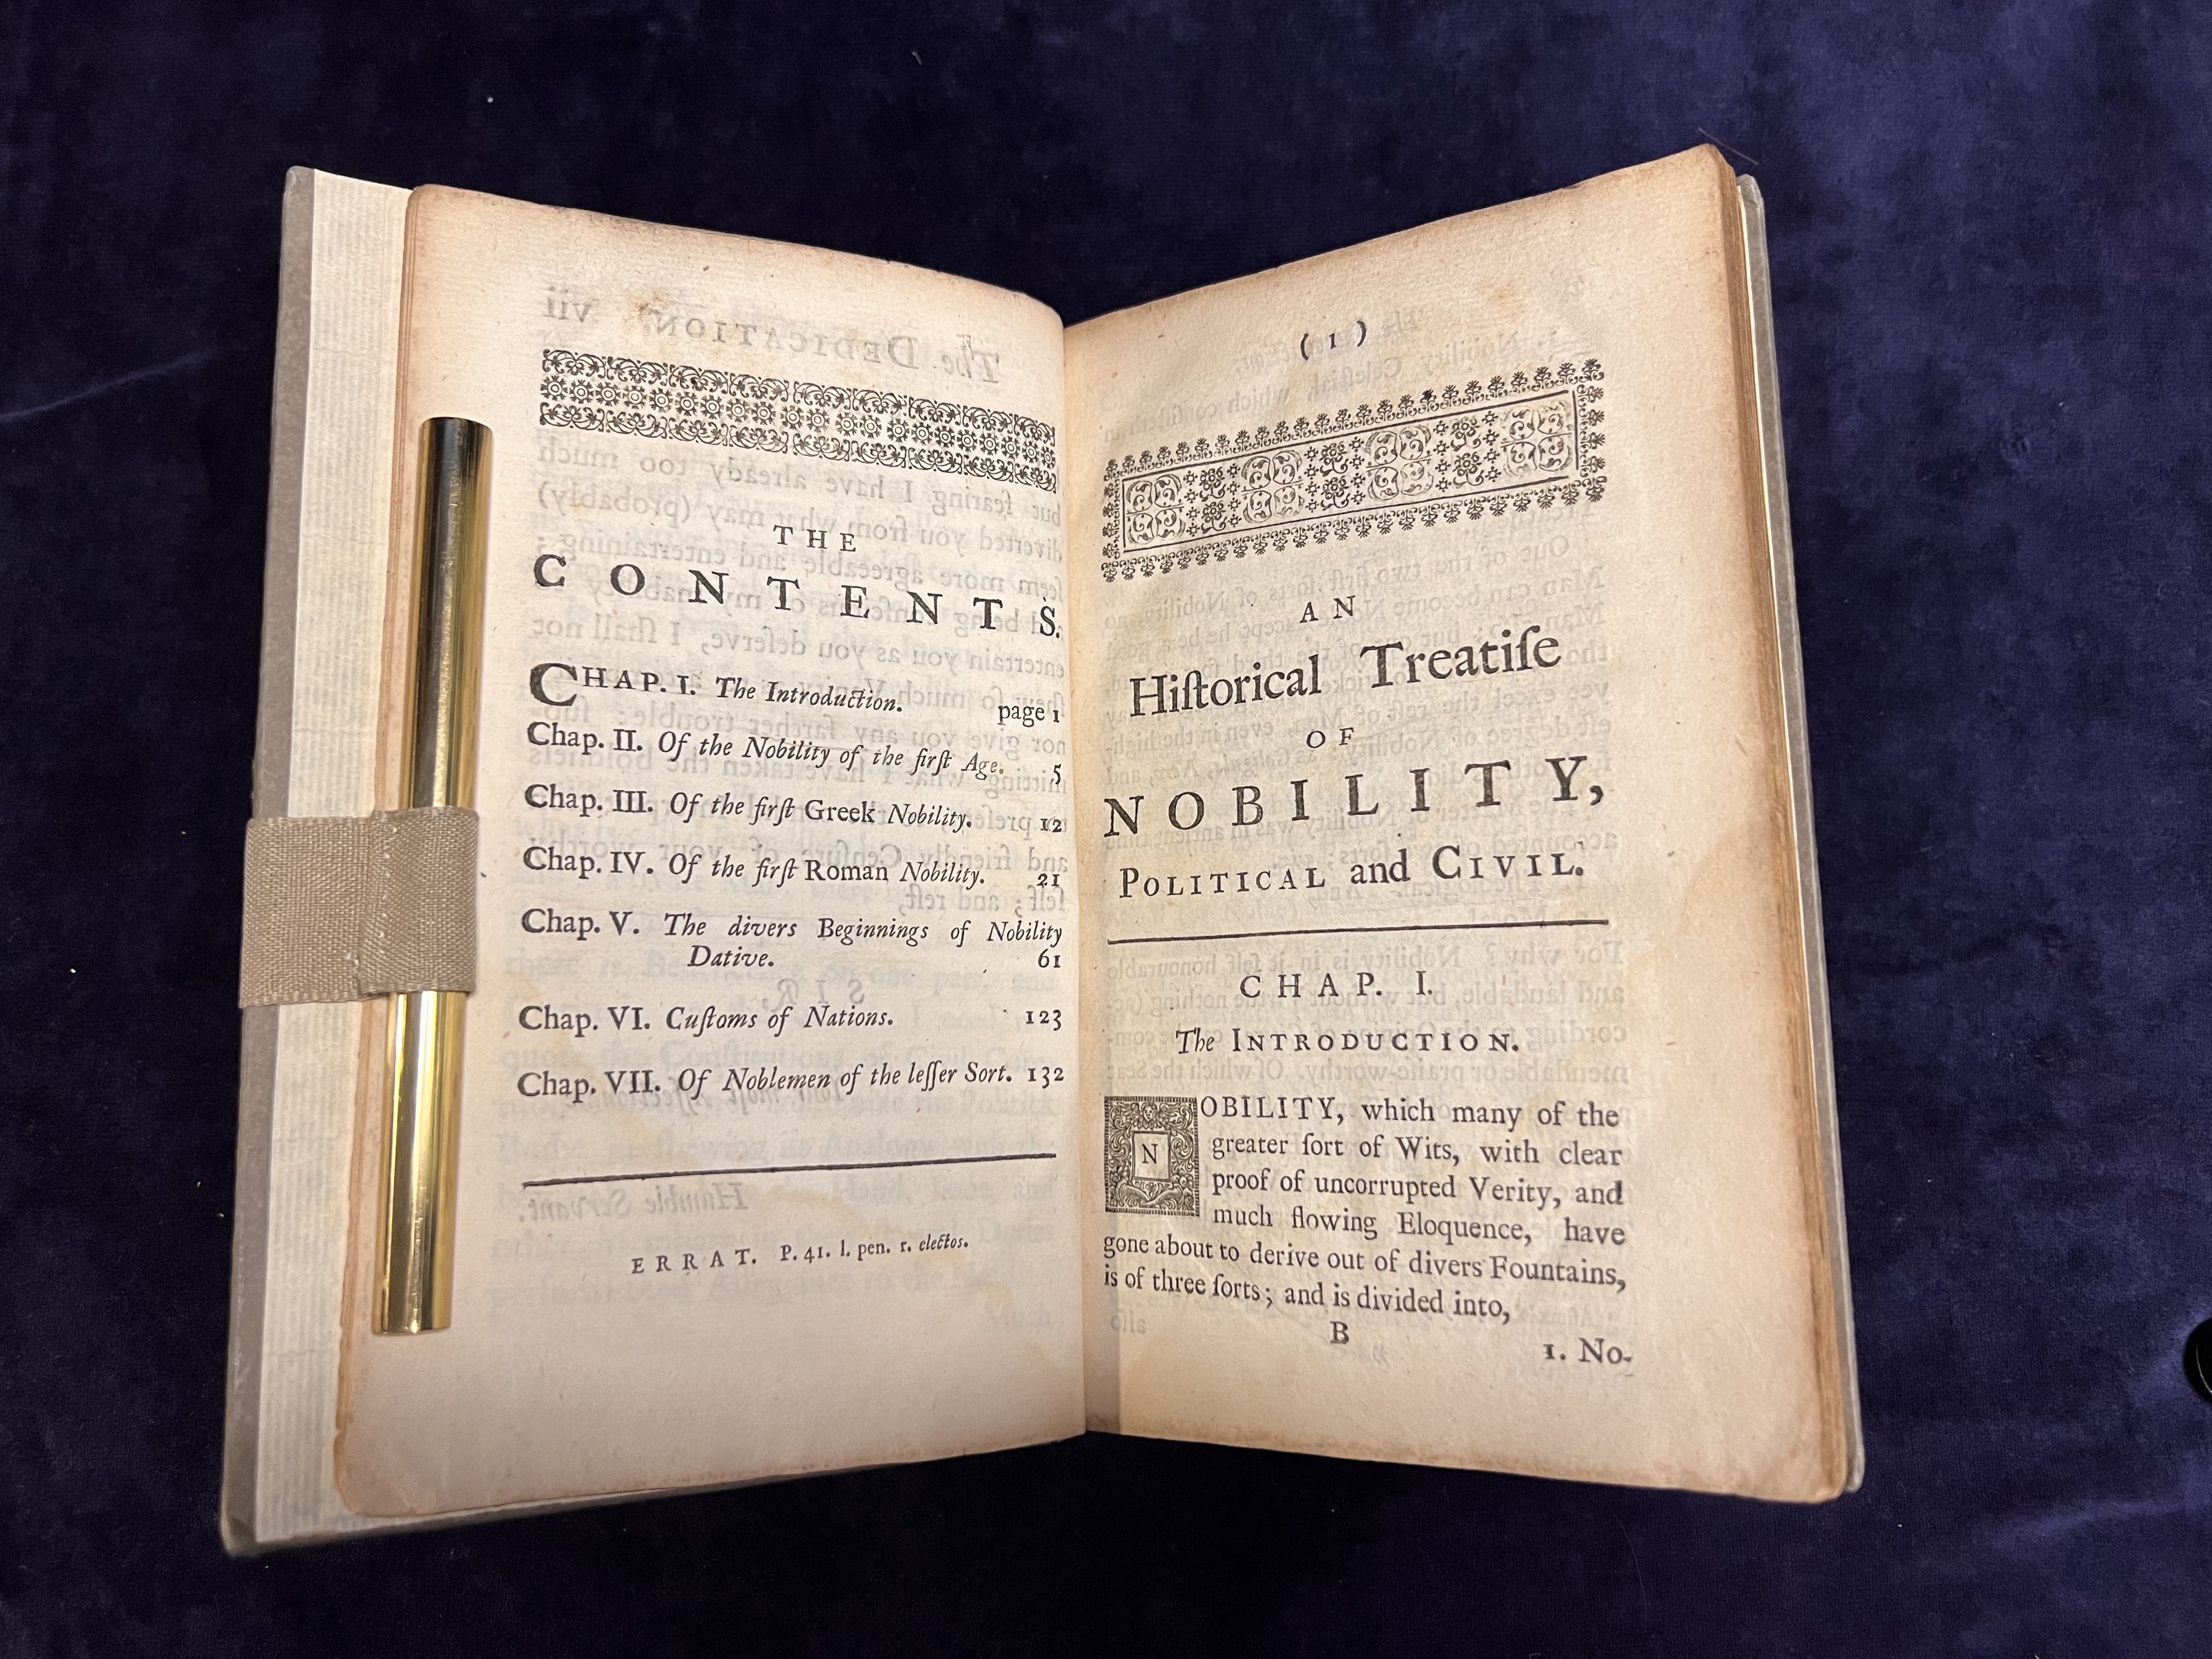 THE
CONTENTS.
CHAP. I. The Introduction. page 1
Chap. II. Of the Nobility of the firſt Age. 5
Chap. III. Of the firſt Greek Nobility. 12
Chap. IV. Of the firſt Roman Nobility. 21
Chap. V. The divers Beginnings of Nobility
Dative. 61
Chap. VI. Cuſtoms of Nations. 123
Chap. VII. Of Noblemen of the leſſer Sort. 132
ERRAT. P. 41. l. pen. r. electos.
( 1 )
AN
Hiſtorical Treatiſe
OF
NOBILITY,
POLITICAL and CIVIL.
CHAP. I.
The INTRODUCTION.
NOBILITY, which many of the
greater ſort of Wits, with clear
proof of uncorrupted Verity, and
much flowing Eloquence, have
gone about to derive out of divers Fountains,
is of three ſorts; and is divided into,
B
1. No-